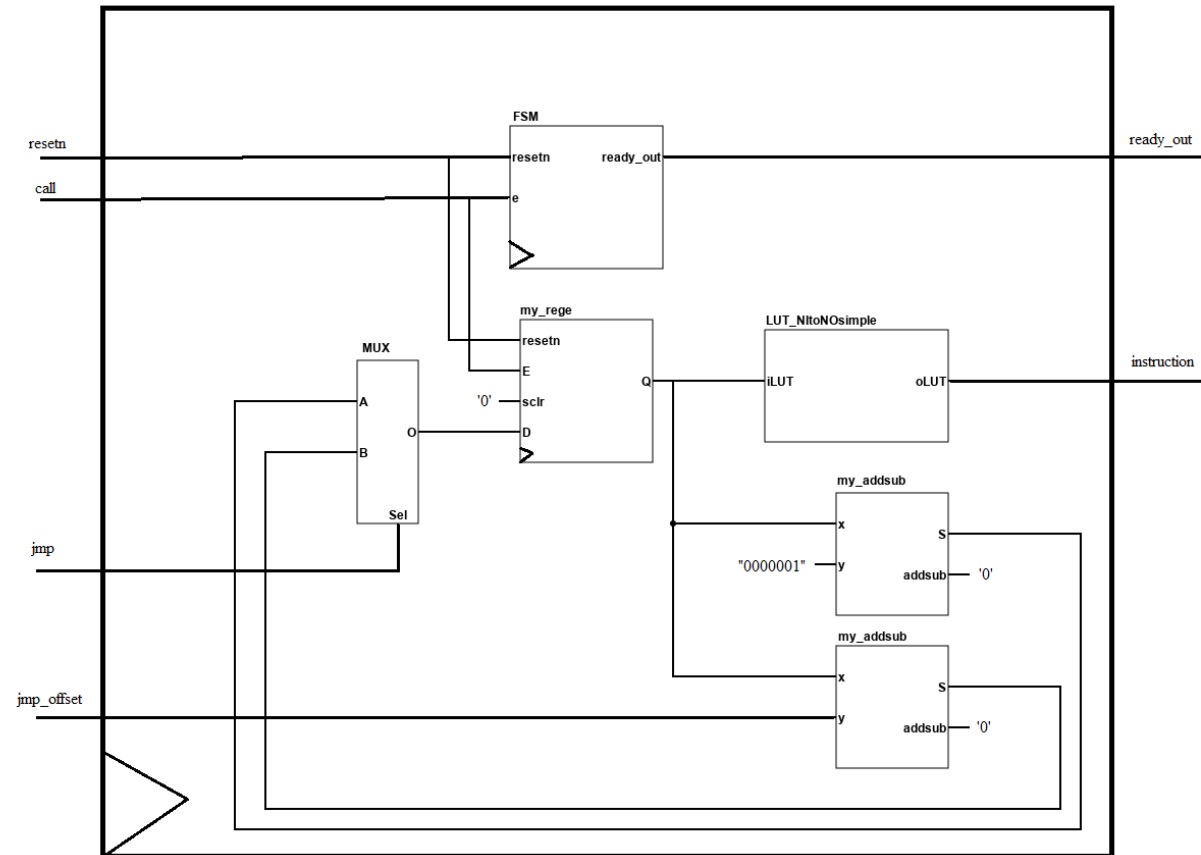 FSM
resetn
resetn
ready_out
ready_out
call
e
my_rege
LUT_NItoNOsimple
resetn
MUX
instruction
E
Q
iLUT
oLUT
A
'0'
sclr
O
D
B
my_addsub
Sel
x
S
jmp
"0000001"
y
addsub
'0'
my_addsub
x
S
jmp_offset
y
addsub
'0'